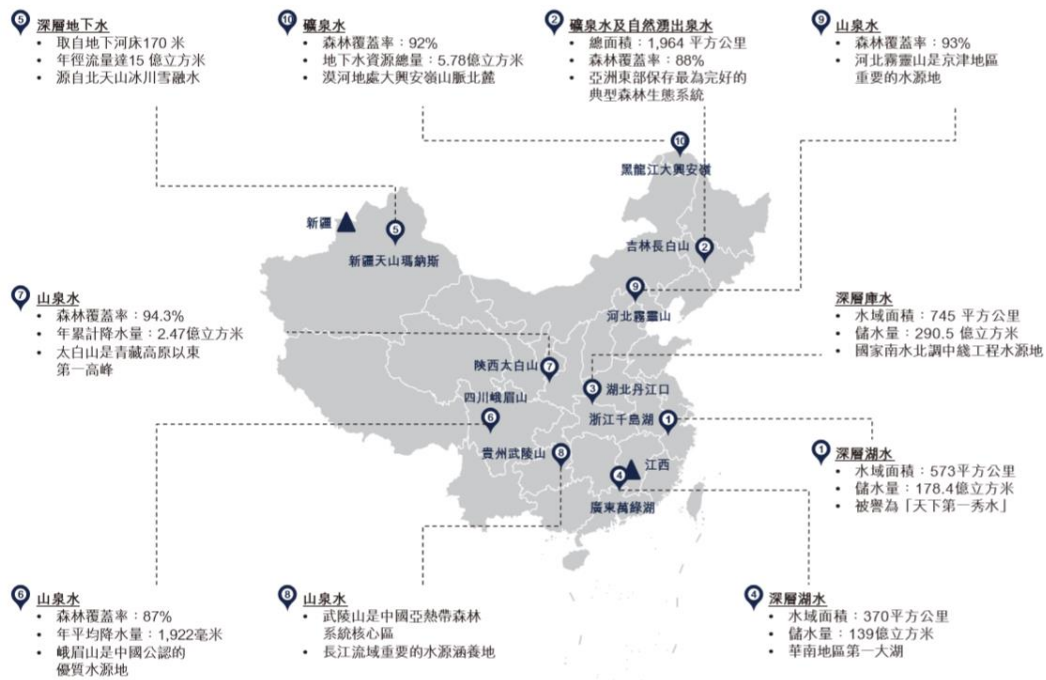 5 深層地下水
• 取自地下河床170 米
• 年徑流量達15 億立方米
• 源自北天山冰川雪融水
10 礦泉水
• 森林覆蓋率：92%
• 地下水資源總量：5.78億立方米
• 漠河地處大興安嶺山脈北麓
2 礦泉水及自然湧出泉水
• 總面積：1,964 平方公里
• 森林覆蓋率：88%
• 亞洲東部保存最為完好的
典型森林生態系統
9 山泉水
• 森林覆蓋率：93%
• 河北霧靈山是京津地區
重要的水源地
10
黑龍江大興安嶺
新疆
5
新疆天山瑪納斯
吉林長白山 2
9
河北霧靈山
7 山泉水
• 森林覆蓋率：94.3%
• 年累計降水量：2.47億立方米
• 太白山是青藏高原以東
第一高峰
深層庫水
• 水域面積：745 平方公里
• 儲水量：290.5 億立方米
• 國家南水北調中綫工程水源地
陝西太白山 7
3 湖北丹江口
四川峨眉山
6
浙江千島湖 1
貴州武陵山 8
江西
4
廣東萬綠湖
1 深層湖水
• 水域面積：573平方公里
• 儲水量：178.4億立方米
• 被譽為「天下第一秀水」
6 山泉水
• 森林覆蓋率：87%
• 年平均降水量：1,922毫米
• 峨眉山是中國公認的
優質水源地
8 山泉水
• 武陵山是中國亞熱帶森林
系統核心區
• 長江流域重要的水源涵養地
4 深層湖水
• 水域面積：370平方公里
• 儲水量：139億立方米
• 華南地區第一大湖